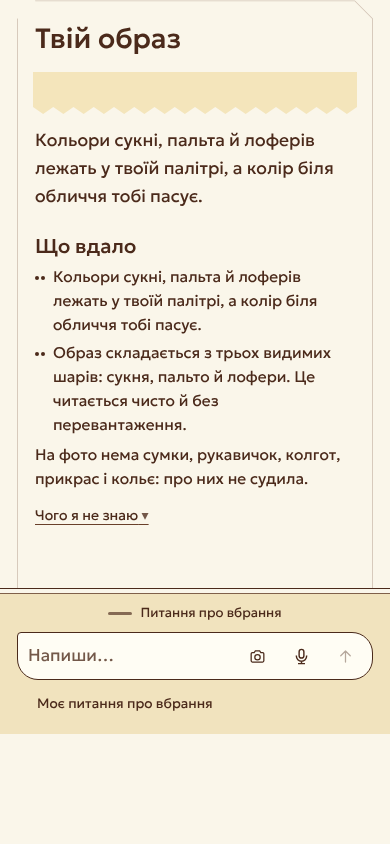 Твій образ
Кольори сукні, пальта й лоферів
лежать у твоїй палітрі, а колір біля
обличчя тобі пасує.
Що вдало
•• Кольори сукні, пальта й лоферів
лежать у твоїй палітрі, а колір біля
обличчя тобі пасує.
•• Образ складається з трьох видимих
шарів: сукня, пальто й лофери. Це
читається чисто й без
перевантаження.
На фото нема сумки, рукавичок, колгот,
прикрас і кольє: про них не судила.
Чого я не знаю ▾
Питання про вбрання
Напиши...
Моє питання про вбрання